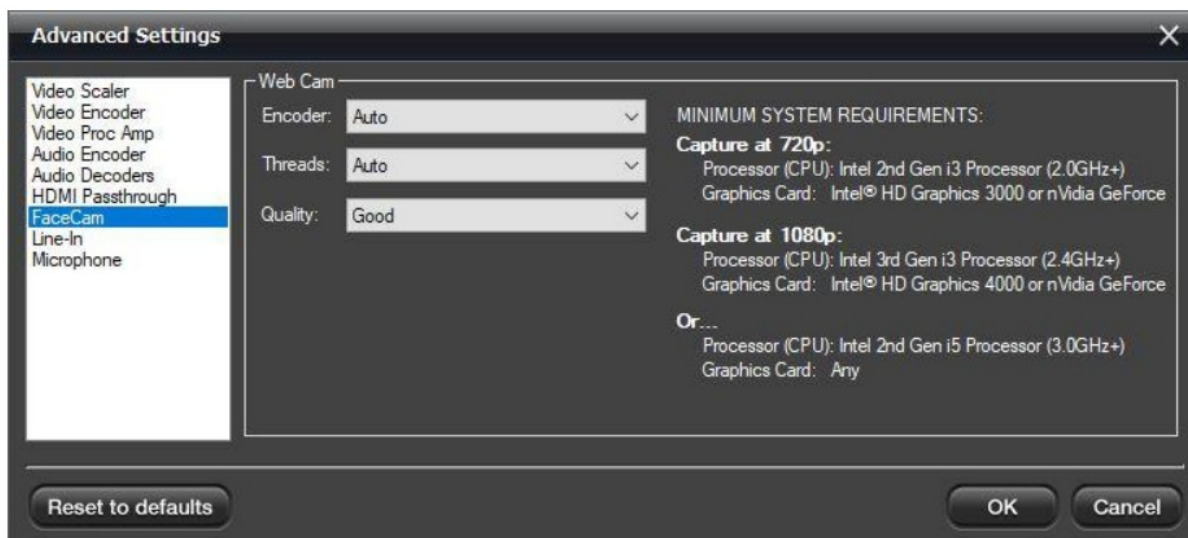 Advanced Settings
Video Scaler
Video Encoder
Video Proc Amp
Audio Encoder
Audio Decoders
HDMI Passthrough
FaceCam
Line-In
Microphone
Web Cam
Encoder: Auto
Threads: Auto
Quality: Good
MINIMUM SYSTEM REQUIREMENTS:
Capture at 720p:
Processor (CPU): Intel 2nd Gen i3 Processor (2.0GHz+)
Graphics Card: Intel® HD Graphics 3000 or nVidia GeForce
Capture at 1080p:
Processor (CPU): Intel 3rd Gen i3 Processor (2.4GHz+)
Graphics Card: Intel® HD Graphics 4000 or nVidia GeForce
Or...
Processor (CPU): Intel 2nd Gen i5 Processor (3.0GHz+)
Graphics Card: Any
Reset to defaults
OK
Cancel